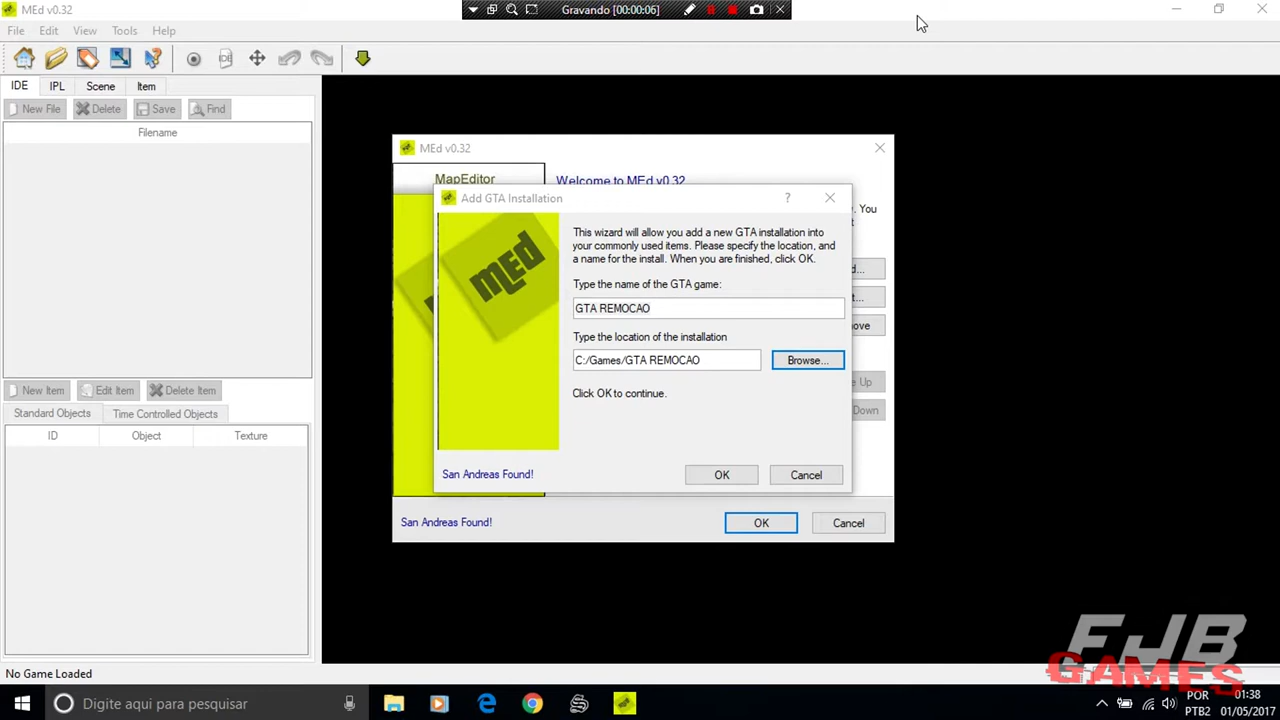 MEd v0.32
Gravando [00:00:06]
File Edit View Tools Help
IDE IPL Scene Item
New File Delete Save Find
Filename
New Item Edit Item Delete Item
Standard Objects Time Controlled Objects
ID Object Texture
No Game Loaded
MEd v0.32
MapEditor
Welcome to MEd v0.32
You
Add GTA Installation
MEd
This wizard will allow you add a new GTA installation into
your commonly used items. Please specify the location, and
a name for the install. When you are finished, click OK.
Type the name of the GTA game:
GTA REMOCAO
Type the location of the installation
C:/Games/GTA REMOCAO
Browse...
Click OK to continue.
San Andreas Found!
OK Cancel
Up
Down
San Andreas Found!
OK Cancel
FJB
GAMES
Digite aqui para pesquisar
POR
PTB2
01:38
01/05/2017